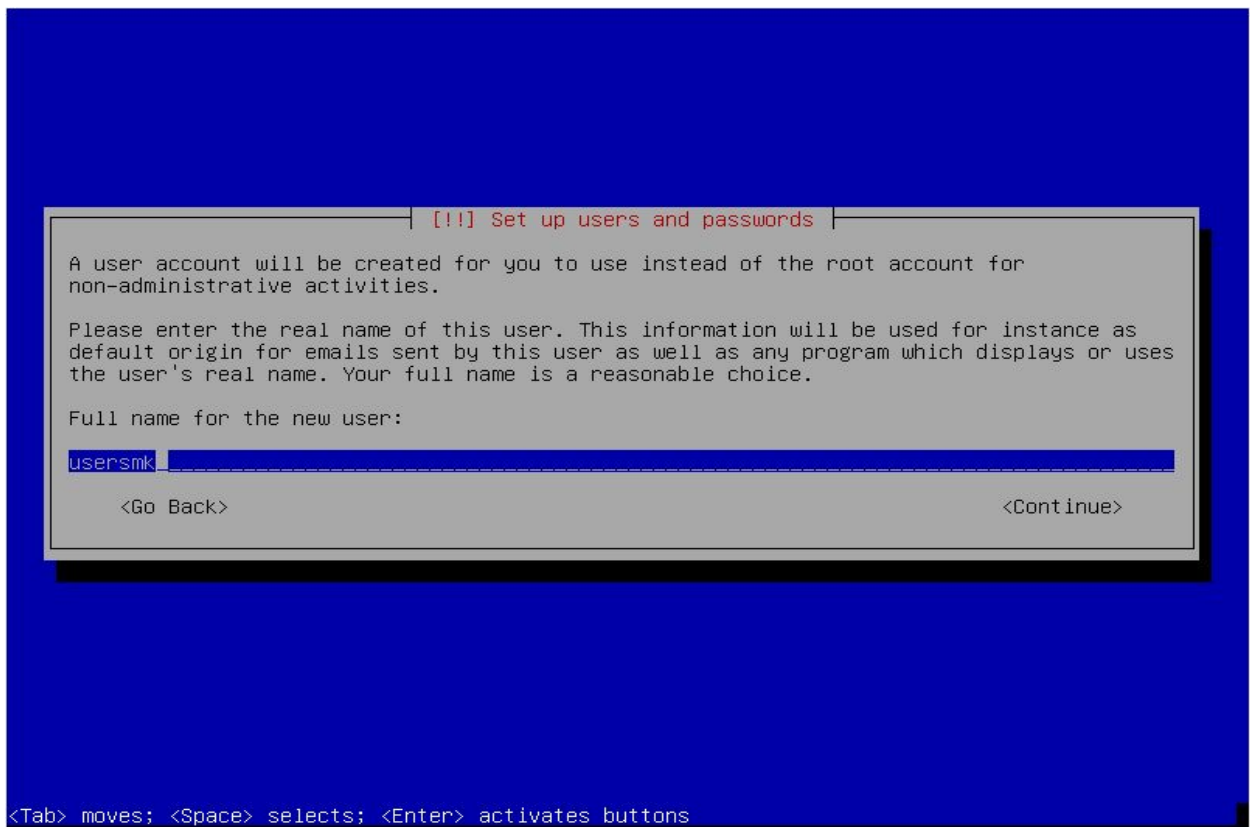 [!!] Set up users and passwords
A user account will be created for you to use instead of the root account for
non-administrative activities.
Please enter the real name of this user. This information will be used for instance as
default origin for emails sent by this user as well as any program which displays or uses
the user's real name. Your full name is a reasonable choice.
Full name for the new user:
usersmk
<Go Back> <Continue>
<Tab> moves; <Space> selects; <Enter> activates buttons